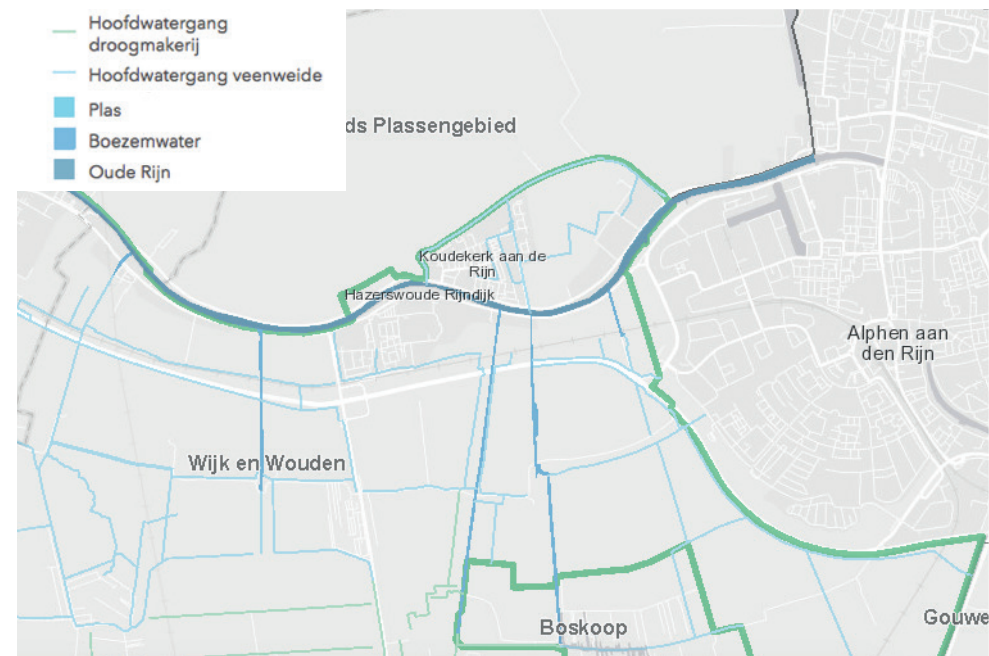 Hoofdwatergang
droogmakerij
Hoofdwatergang veenweide
Plas
Boezemwater
Oude Rijn
ds Plassengebied
Koudekerk aan de
Rijn
Hazerswoude Rijndijk
Alphen aan
den Rijn
Wijk en Wouden
Boskoop
Gouwe